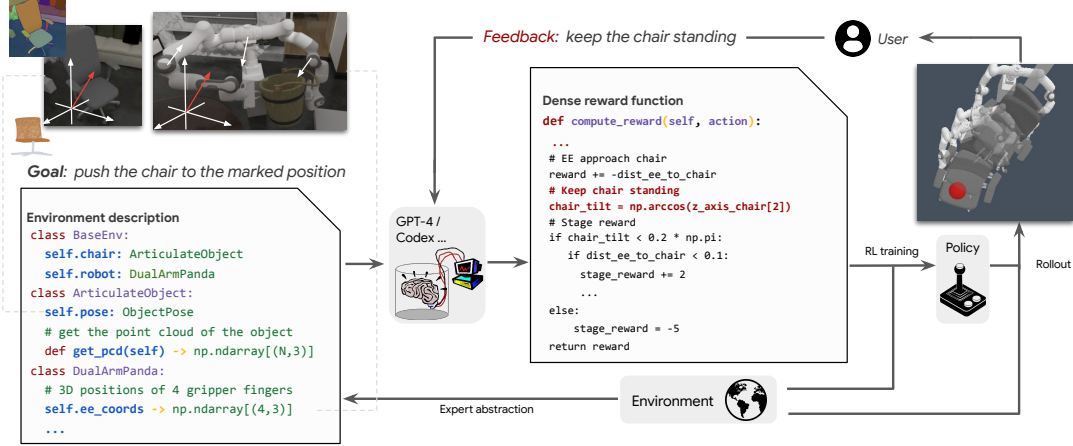 Feedback: keep the chair standing
User
Goal: push the chair to the marked position
Environment description
class BaseEnv:
self.chair: ArticulateObject
self.robot: DualArmPanda
class ArticulateObject:
self.pose: ObjectPose
# get the point cloud of the object
def get_pcd(self) -> np.ndarray[(N,3)]
class DualArmPanda:
# 3D positions of 4 gripper fingers
self.ee_coords -> np.ndarray[(4,3)]
...
GPT-4 /
Codex ...
Dense reward function
def compute_reward(self, action):
...
# EE approach chair
reward += -dist_ee_to_chair
# Keep chair standing
chair_tilt = np.arccos(z_axis_chair[2])
# Stage reward
if chair_tilt < 0.2 * np.pi:
if dist_ee_to_chair < 0.1:
stage_reward += 2
...
else:
stage_reward = -5
return reward
RL training
Policy
Rollout
Expert abstraction
Environment